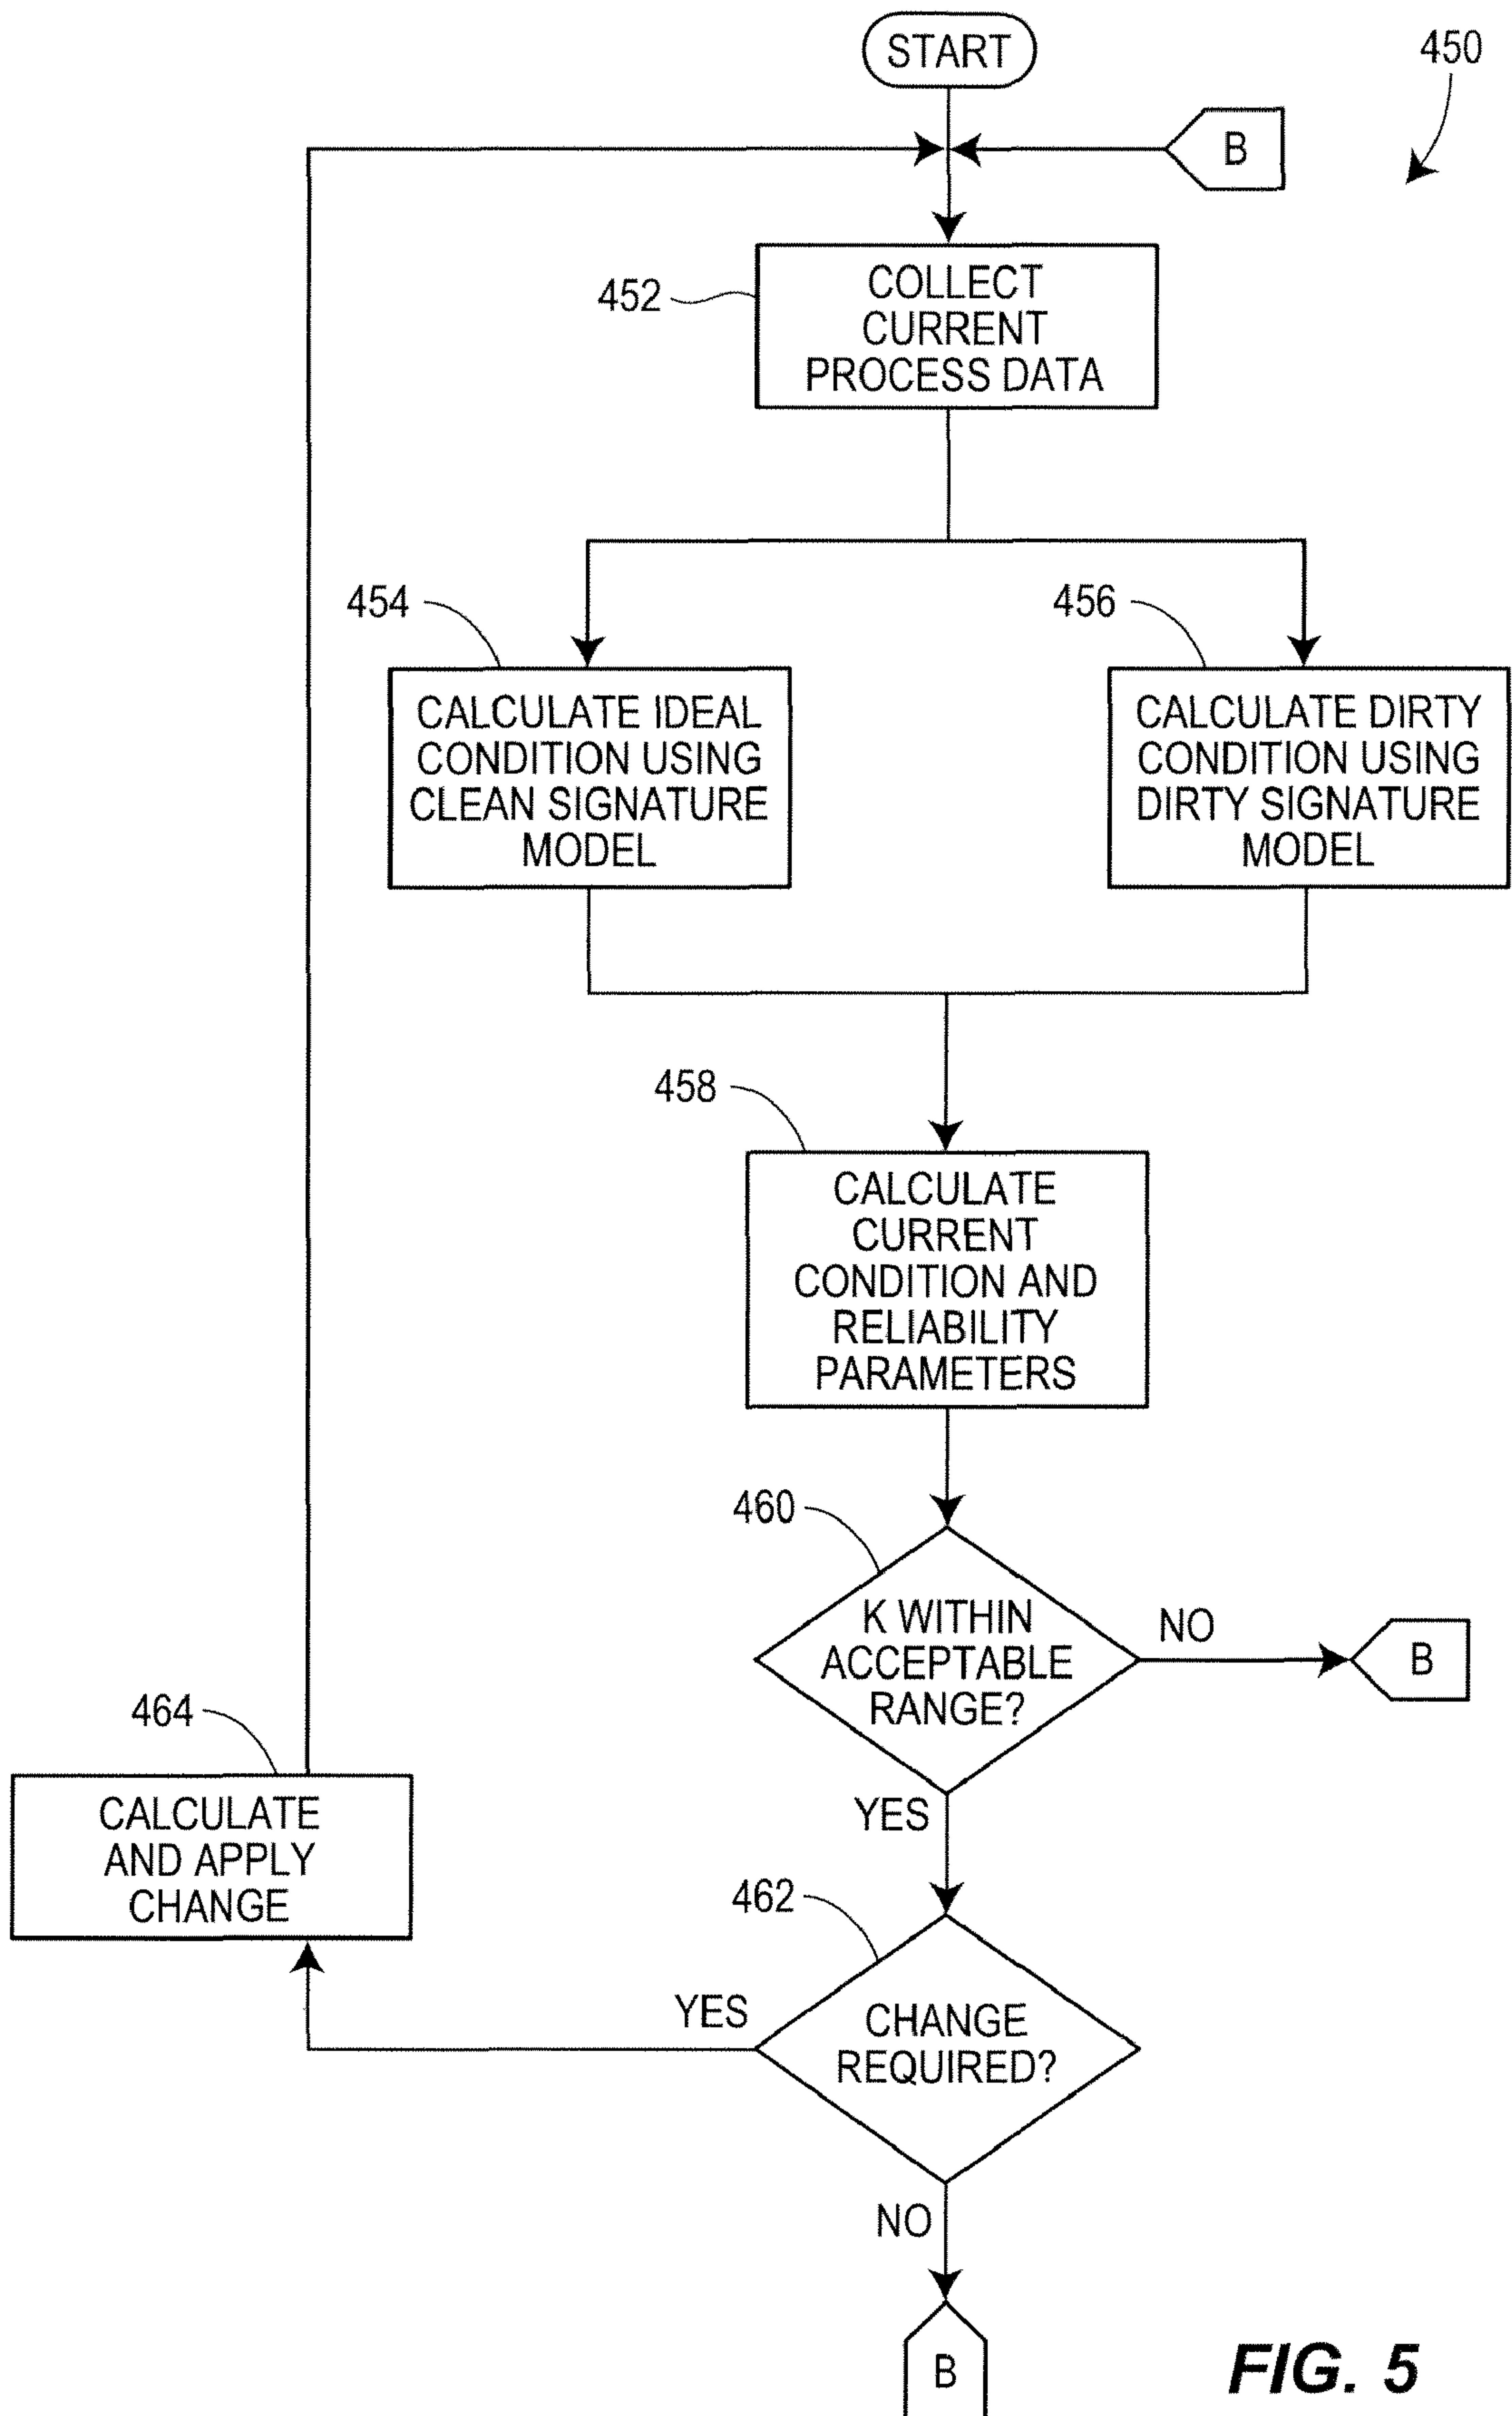 START
450
B
452
COLLECT
CURRENT
PROCESS DATA
454
456
CALCULATE IDEAL
CONDITION USING
CLEAN SIGNATURE
MODEL
CALCULATE DIRTY
CONDITION USING
DIRTY SIGNATURE
MODEL
458
CALCULATE
CURRENT
CONDITION AND
RELIABILITY
PARAMETERS
460
K WITHIN
ACCEPTABLE
RANGE?
NO
B
YES
464
CALCULATE
AND APPLY
CHANGE
462
YES
CHANGE
REQUIRED?
NO
B
FIG. 5